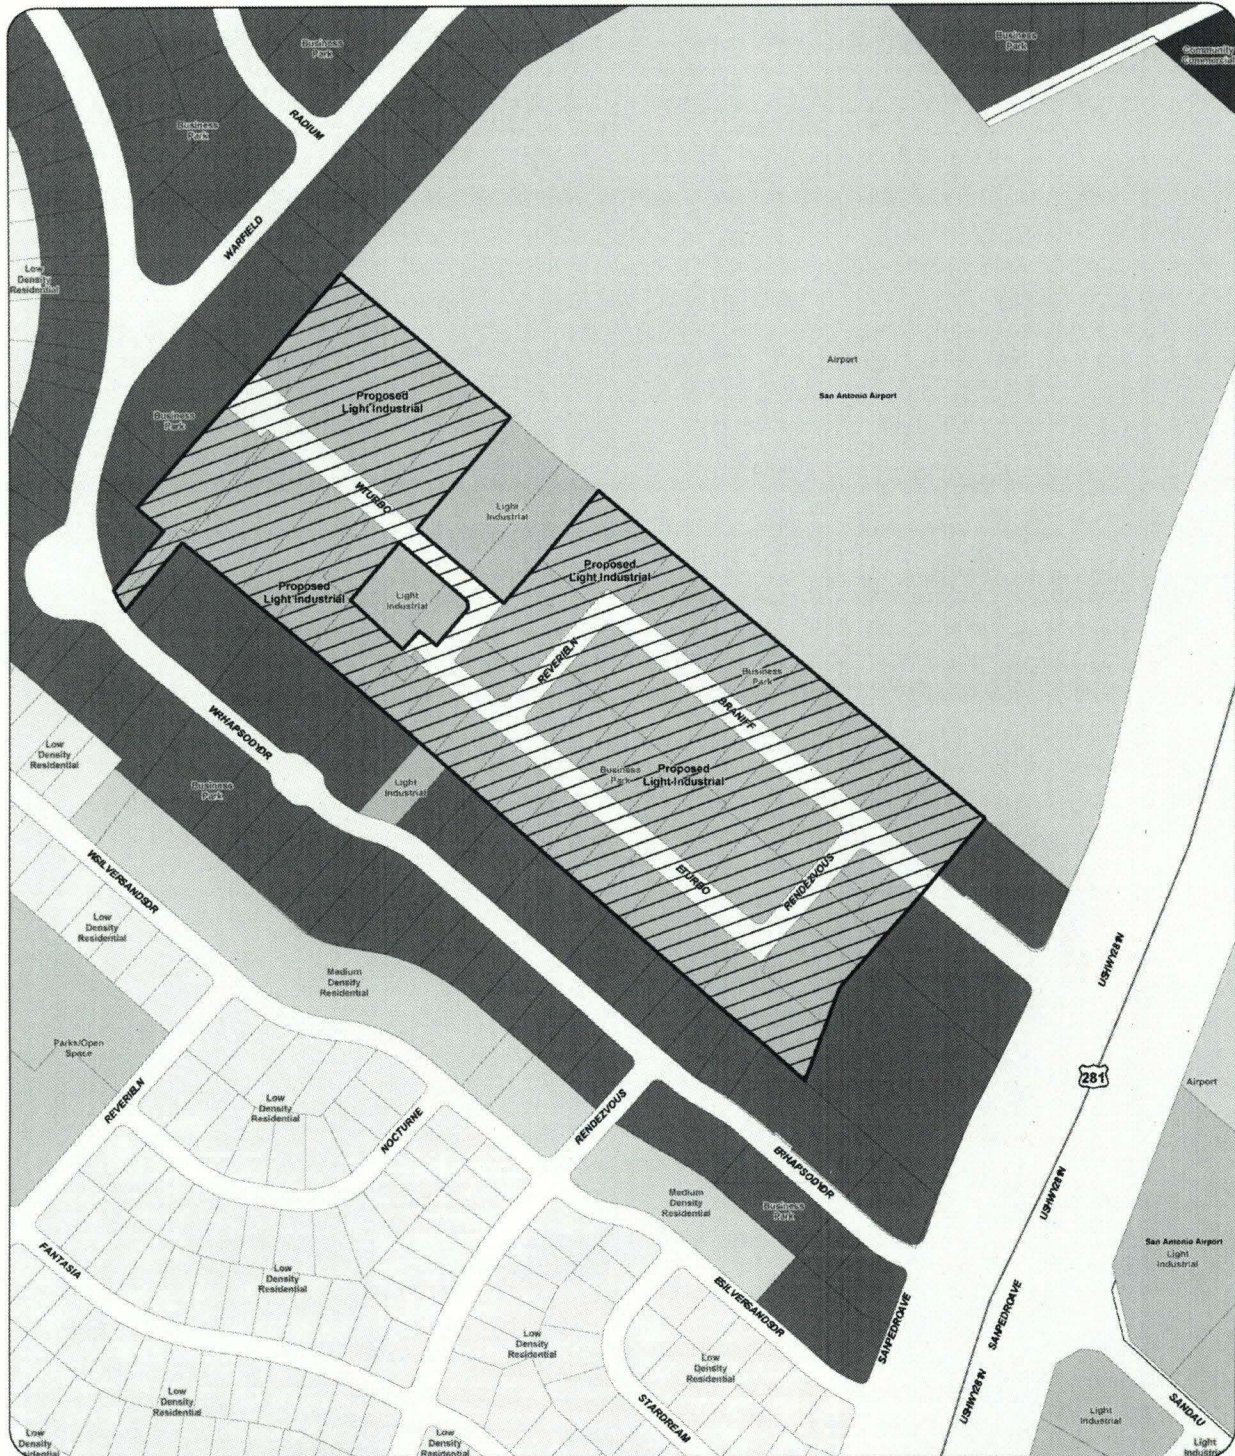 Business
Park
Business
Park
Community
Commercial
RADIUM
Business
Park
WARFIELD
Low
Density
Residential
Airport
San Antonio Airport
Proposed
Light Industrial
Business
Park
WTURBO
Light
Industrial
Proposed
Light Industrial
Proposed
Light Industrial
Light
Industrial
REVERIELN
Business
Park
BRANIFF
WRHAPSODYDR
Low
Density
Residential
Business
Park
Light
Industrial
Business
Park
Proposed
Light Industrial
ETURBO
RENDEZVOUS
WSILVERSANDSDR
Low
Density
Residential
USHWY281N
Medium
Density
Residential
Parks/Open
Space
281
Airport
REVERIELN
Low
Density
Residential
NOCTURNE
RENDEZVOUS
ERHAPSODYDR
USHWY281N
Medium
Density
Residential
Business
Park
San Antonio Airport
Light
Industrial
FANTASIA
Low
Density
Residential
ESILVERSANDSDR
SANPEDROAVE
SANPEDROAVE
Low
Density
Residential
Low
Density
Residential
USHWY281N
STARDREAM
Low
Density
Residential
Light
Industrial
SANDAU
Low
Density
Residential
Low
Density
Light